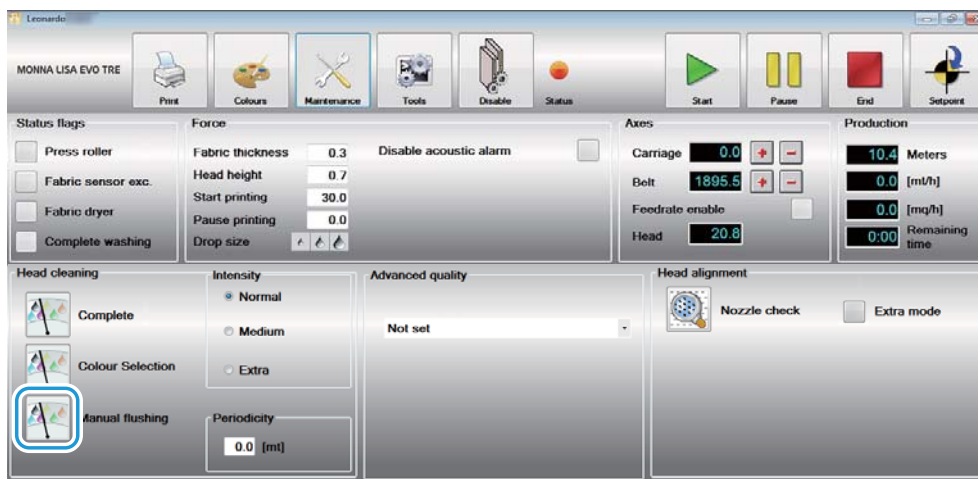 Leonardo
MONNA LISA EVO TRE
Print
Colours
Maintenance
Tools
Disable
Status
Start
Pause
End
Setpoint
Status flags
Press roller
Fabric sensor exc.
Fabric dryer
Complete washing
Force
Fabric thickness 0.3
Head height 0.7
Start printing 30.0
Pause printing 0.0
Drop size
Disable acoustic alarm
Axes
Carriage 0.0 + -
Belt 1895.5 + -
Feedrate enable
Head 20.8
Production
10.4 Meters
0.0 [mt/h]
0.0 [mq/h]
0:00 Remaining
time
Head cleaning
Complete
Colour Selection
Manual flushing
Intensity
Normal
Medium
Extra
Periodicity
0.0 [mt]
Advanced quality
Not set
Head alignment
Nozzle check
Extra mode